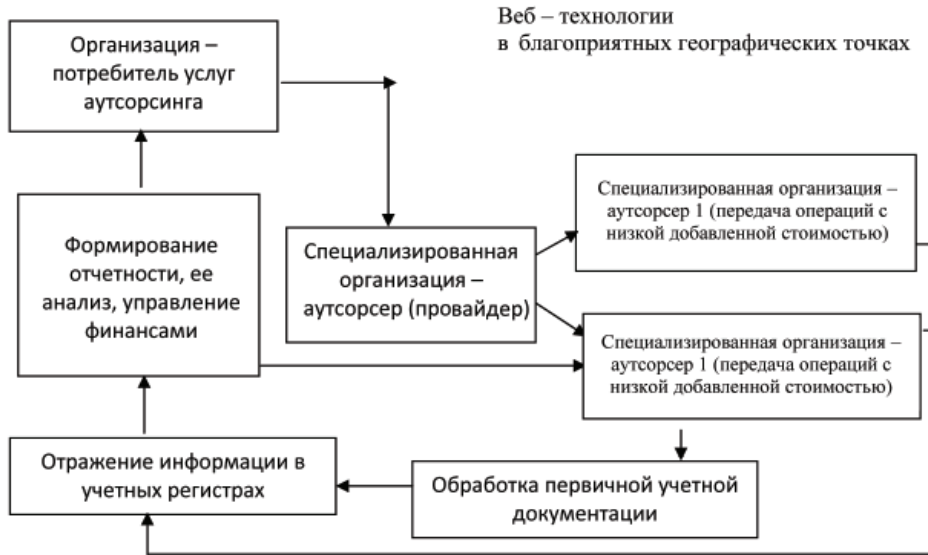 Веб – технологии
в благоприятных географических точках
Организация –
потребитель услуг
аутсорсинга
Специализированная организация –
аутсорсер 1 (передача операций с
низкой добавленной стоимостью)
Формирование
отчетности, ее
анализ, управление
финансами
Специализированная
организация –
аутсорсер (провайдер)
Специализированная организация –
аутсорсер 1 (передача операций с
низкой добавленной стоимостью)
Отражение информации в
учетных регистрах
Обработка первичной учетной
документации